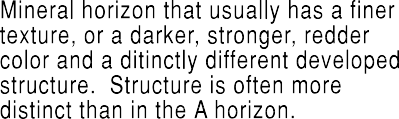 Mineral horizon that usually has a finer
texture, or a darker, stronger, redder
color and a ditinctly different developed
structure.  Structure is often more
distinct than in the A horizon.